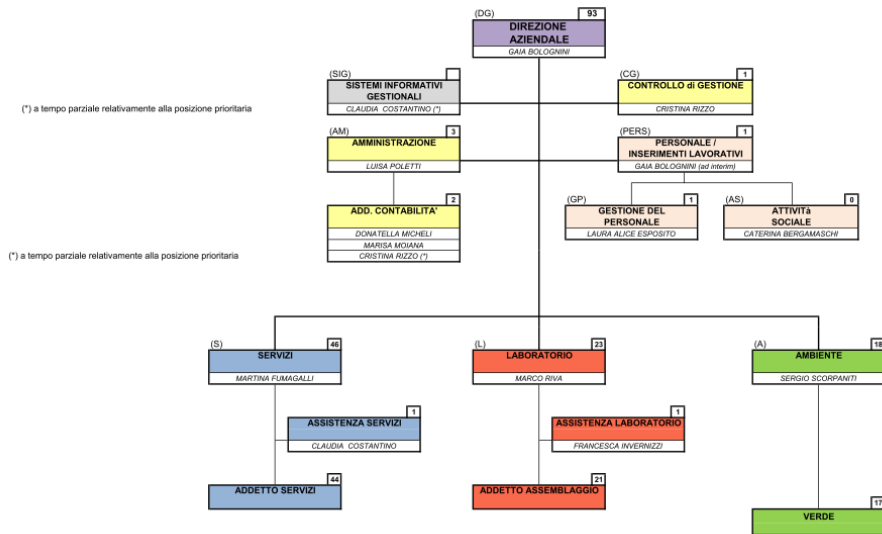 (DG) 93
DIREZIONE
AZIENDALE
GAIA BOLOGNINI
(SIG)
SISTEMI INFORMATIVI
GESTIONALI
CLAUDIA COSTANTINO (*)
(CG) 1
CONTROLLO di GESTIONE
CRISTINA RIZZO
(*) a tempo parziale relativamente alla posizione prioritaria
(AM) 3
AMMINISTRAZIONE
LUISA POLETTI
(PERS) 1
PERSONALE /
INSERIMENTI LAVORATIVI
GAIA BOLOGNINI (ad interim)
2
ADD. CONTABILITA'
DONATELLA MICHELI
MARISA MOIANA
CRISTINA RIZZO (*)
(GP) 1
GESTIONE DEL
PERSONALE
LAURA ALICE ESPOSITO
(AS) 0
ATTIVITà
SOCIALE
CATERINA BERGAMASCHI
(*) a tempo parziale relativamente alla posizione prioritaria
(S) 46
SERVIZI
MARTINA FUMAGALLI
(L) 23
LABORATORIO
MARCO RIVA
(A) 18
AMBIENTE
SERGIO SCORPANITI
1
ASSISTENZA SERVIZI
CLAUDIA COSTANTINO
1
ASSISTENZA LABORATORIO
FRANCESCA INVERNIZZI
44
ADDETTO SERVIZI
21
ADDETTO ASSEMBLAGGIO
17
VERDE